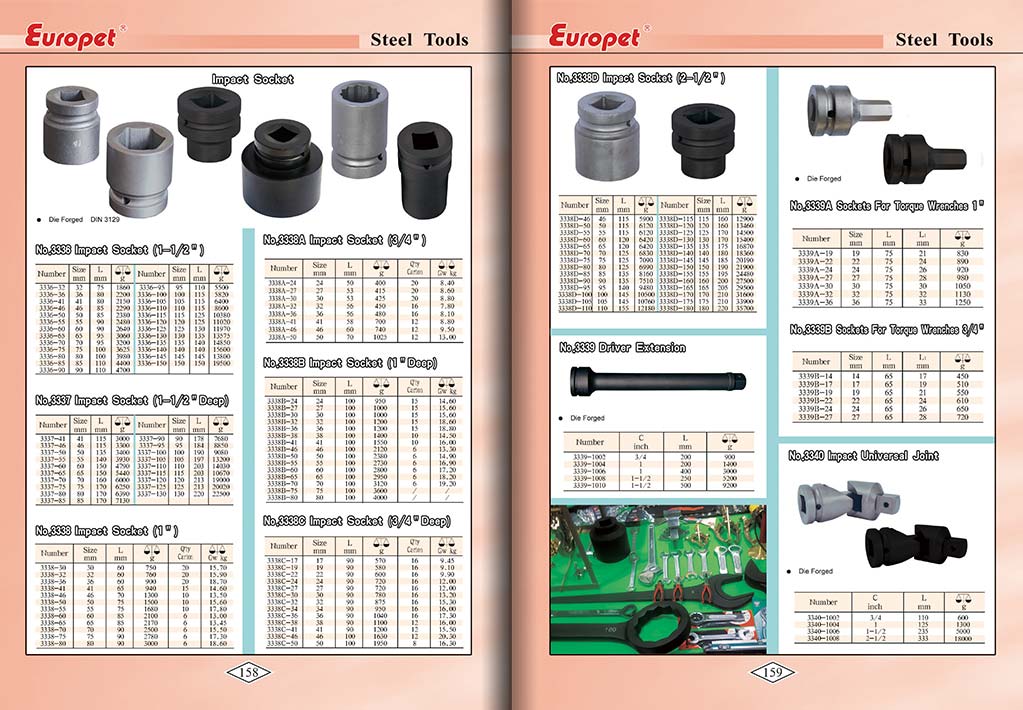 Europet®
Steel Tools
Impact Socket
Die Forged DIN 3129
No,3336 Impact Socket (1-1/2")
Number Size mm L mm g Number Size mm L mm g
3336-32 32 75 1860 3336-95 95 110 5500
3336-36 36 80 2200 3336-100 100 115 5820
3336-41 41 80 2150 3336-105 105 115 6400
3336-46 46 85 2290 3336-110 110 115 8000
3336-50 50 85 2380 3336-115 115 125 10380
3336-55 55 90 2480 3336-120 120 125 11020
3336-60 60 90 2640 3336-125 125 130 11970
3336-65 65 95 3060 3336-130 130 135 13575
3336-70 70 95 3200 3336-135 135 140 14850
3336-75 75 100 3625 3336-140 140 140 15600
3336-80 80 100 3980 3336-145 145 145 13800
3336-85 85 110 4400 3336-150 150 150 19500
3336-90 90 110 4700
No,3337 Impact Socket (1-1/2" Deep)
Number Size mm L mm g Number Size mm L mm g
3337-41 41 115 3000 3337-90 90 178 7680
3337-46 46 115 3300 3337-95 95 184 8850
3337-50 50 135 3400 3337-100 100 190 9080
3337-55 55 140 3930 3337-105 105 197 13200
3337-60 60 150 4790 3337-110 110 203 14030
3337-65 65 150 5440 3337-115 115 203 10670
3337-70 70 160 6000 3337-120 120 213 19000
3337-75 75 170 6250 3337-125 125 213 20020
3337-80 80 170 6390 3337-130 130 220 22500
3337-85 85 170 7130
No,3338 Impact Socket (1")
Number Size mm L mm g Qty Carton Gw kg
3338-30 30 60 750 20 15.70
3338-32 32 60 760 20 15.90
3338-36 36 60 900 20 18.70
3338-41 41 60 940 15 14.60
3338-46 46 70 1300 10 13.50
3338-50 50 75 1500 10 15.60
3338-55 55 75 1680 10 17.80
3338-60 60 85 2100 6 13.00
3338-65 65 85 2170 6 13.45
3338-70 70 90 2500 6 15.50
3338-75 75 90 2780 6 17.30
3338-80 80 90 3000 6 18.60
No,3338A Impact Socket (3/4")
Number Size mm L mm g Qty Carton Gw kg
3338A-24 24 50 400 20 8.40
3338A-27 27 53 415 20 8.60
3338A-30 30 53 425 20 8.80
3338A-32 32 56 450 16 7.80
3338A-36 36 56 480 16 8.10
3338A-41 41 58 700 12 8.80
3338A-46 46 60 740 12 9.50
3338A-50 50 70 1025 12 13.00
No,3338B Impact Socket (1" Deep)
Number Size mm L mm g Qty Carton Gw kg
3338B-24 24 100 950 15 14.60
3338B-27 27 100 1000 15 15.60
3338B-30 30 100 1000 15 15.60
3338B-32 32 100 1200 15 18.60
3338B-36 36 100 1200 15 18.80
3338B-38 38 100 1400 10 14.50
3338B-41 41 100 1550 10 16.00
3338B-46 46 100 2120 6 13.30
3338B-50 50 100 2380 6 14.90
3338B-55 55 100 2730 6 16.90
3338B-60 60 100 2800 6 17.20
3338B-65 65 100 2950 6 18.20
3338B-70 70 100 3120 6 19.20
3338B-75 75 100 3600 / /
3338B-80 80 100 4000 / /
No,3338C Impact Socket (3/4" Deep)
Number Size mm L mm g Qty Carton Gw kg
3338C-17 17 90 570 16 9.45
3338C-19 19 90 580 16 9.10
3338C-22 22 90 600 16 9.90
3338C-24 24 90 720 16 12.00
3338C-27 27 90 720 16 12.00
3338C-30 30 90 780 16 13.20
3338C-32 32 90 875 16 15.30
3338C-34 34 90 950 16 16.00
3338C-36 36 90 1040 16 17.30
3338C-38 38 90 1100 12 16.00
3338C-41 41 90 1200 12 15.50
3338C-46 46 100 1630 12 20.30
3338C-50 50 100 1950 8 16.30
158
Europet®
Steel Tools
No,3338D Impact Socket (2-1/2")
Number Size mm L mm g Number Size mm L mm g
3338D-46 46 115 5900 3338D-115 115 160 12900
3338D-50 50 115 6120 3338D-120 120 160 13460
3338D-55 55 115 6120 3338D-125 125 170 14500
3338D-60 60 120 6420 3338D-130 130 170 15400
3338D-65 65 120 6420 3338D-135 135 175 16870
3338D-70 70 125 6830 3338D-140 140 180 18360
3338D-75 75 125 7090 3338D-145 145 185 20190
3338D-80 80 125 6990 3338D-150 150 190 21900
3338D-85 85 135 8160 3338D-155 155 195 24480
3338D-90 90 135 7510 3338D-160 160 200 27500
3338D-95 95 140 9480 3338D-165 165 205 29500
3338D-100 100 145 10600 3338D-170 170 210 31600
3338D-105 105 145 10760 3338D-175 175 210 33900
3338D-110 110 155 12180 3338D-180 180 220 35700
No,3339 Driver Extension
Die Forged
Number C inch L mm g
3339-1002 3/4 200 900
3339-1004 1 200 1400
3339-1006 1 400 3000
3339-1008 1-1/2 250 5200
3339-1010 1-1/2 500 9200
Die Forged
No,3339A Sockets For Torque Wrenches 1"
Number Size mm L mm L1 mm g
3339A-19 19 75 21 830
3339A-22 22 75 24 890
3339A-24 24 75 26 920
3339A-27 27 75 28 980
3339A-30 30 75 30 1050
3339A-32 32 75 32 1130
3339A-36 36 75 33 1250
No,3339B Sockets For Torque Wrenches 3/4"
Number Size mm L mm L1 mm g
3339B-14 14 65 17 450
3339B-17 17 65 19 510
3339B-19 19 65 21 550
3339B-22 22 65 24 610
3339B-24 24 65 26 650
3339B-27 27 65 28 720
No,3340 Impact Universal Joint
Die Forged
Number C inch L mm g
3340-1002 3/4 110 600
3340-1004 1 125 1300
3340-1006 1-1/2 235 5000
3340-1008 2-1/2 333 18000
159